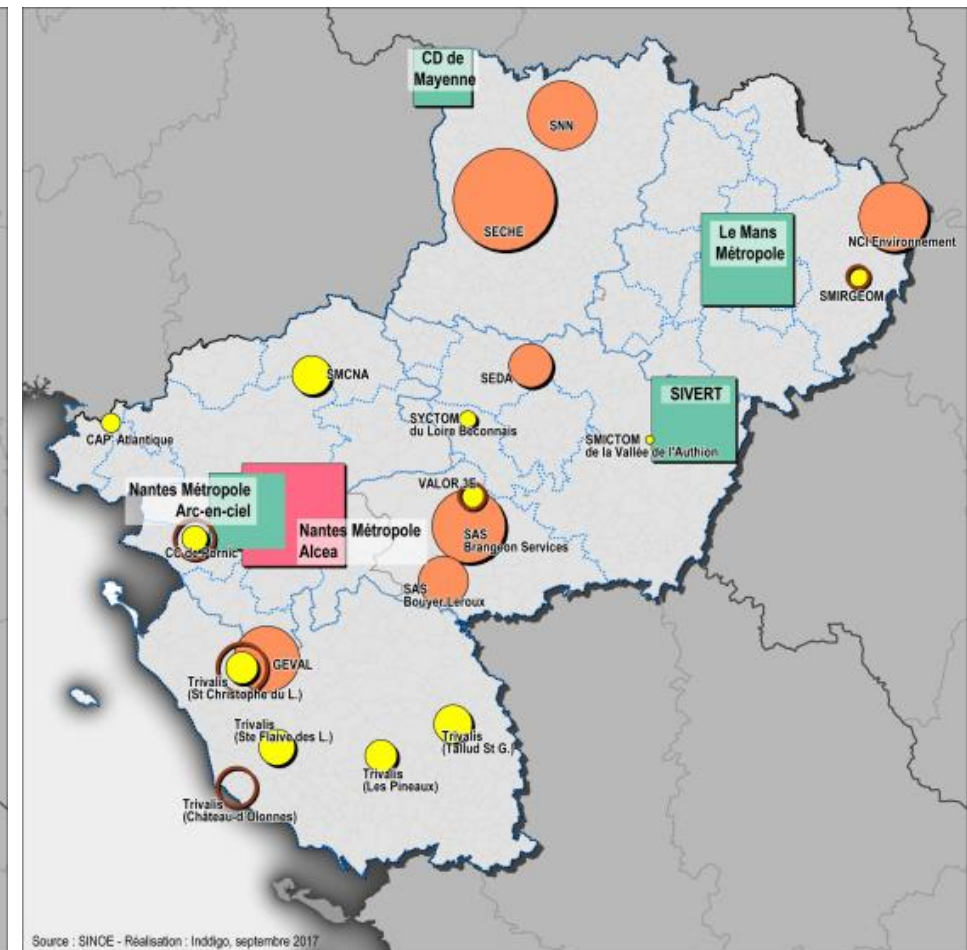 CD de
Mayenne
SNN
SECHE
Le Mans
Métropole
NCI Environnement
SMIRGEOM
SMCNA
SEDA
SIVERT
CAP Atlantique
SYCTOM
du Loire Béconnais
SMICTOM
de la Vallée de l'Authion
VALOR 3E
Nantes Métropole
Arc-en-ciel
Nantes Métropole
Alcea
SAS
Brangeon Services
CC de Pornic
SAS
Bouyer Leroux
GEVAL
Trivalis
(St Christophe du L.)
Trivalis
(Ste Flaive des L.)
Trivalis
(Tallud St G.)
Trivalis
(Les Pineaux)
Trivalis
(Château-d'Olonnes)
Source : SINOE - Réalisation : Inddigo, septembre 2017